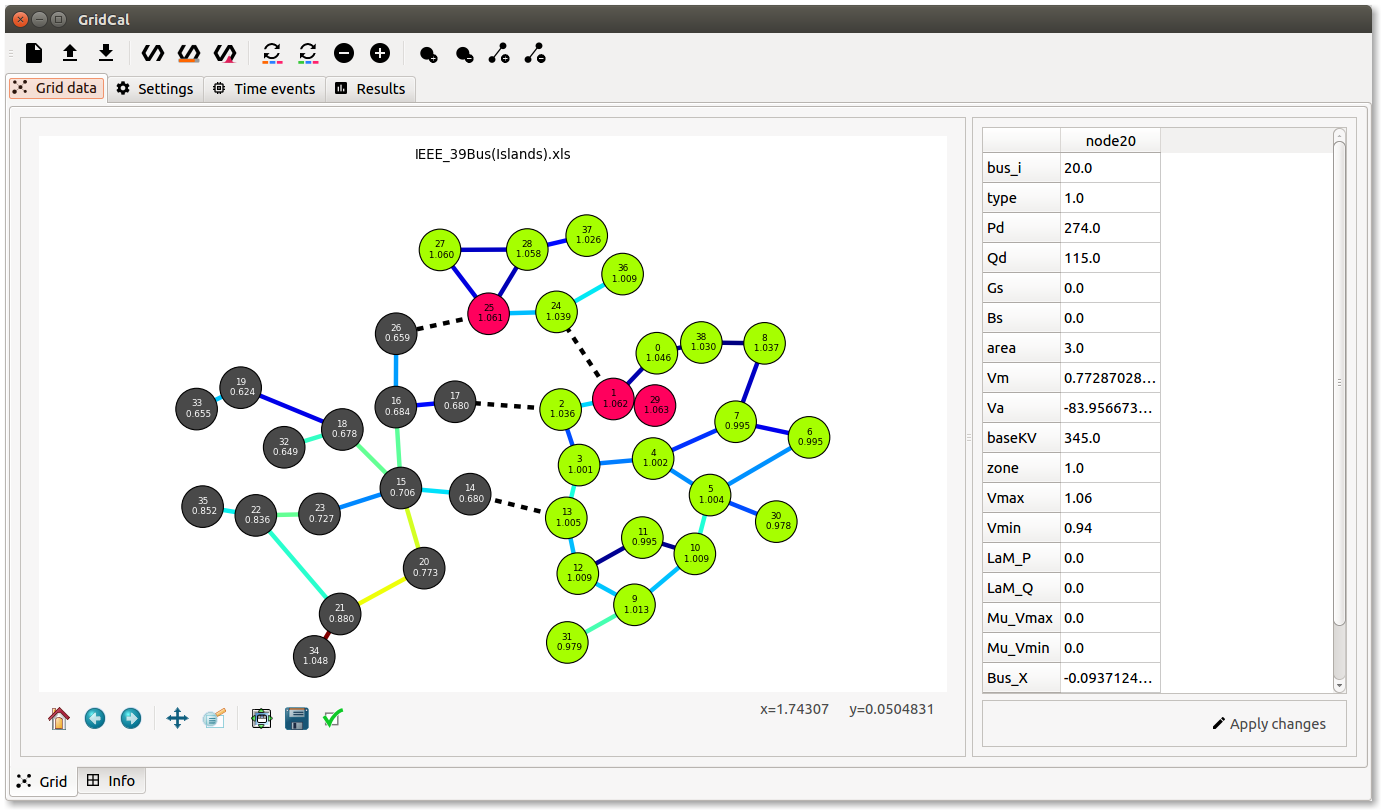 GridCal
Grid data
Settings
Time events
Results
IEEE_39Bus(Islands).xls
37
1.026
27
1.060
28
1.058
36
1.009
25
1.061
24
1.039
26
0.659
0
1.046
38
1.030
8
1.037
19
0.624
33
0.655
16
0.684
17
0.680
2
1.036
1
1.062
29
1.063
18
0.678
32
0.649
7
0.995
6
0.995
3
1.001
4
1.002
15
0.706
14
0.680
5
1.004
35
0.852
22
0.836
23
0.727
13
1.005
30
0.978
11
0.995
10
1.009
20
0.773
12
1.009
21
0.880
9
1.013
34
1.048
31
0.979
x=1.74307 y=0.0504831
node20
bus_i 20.0
type 1.0
Pd 274.0
Qd 115.0
Gs 0.0
Bs 0.0
area 3.0
Vm 0.77287028...
Va -83.956673...
baseKV 345.0
zone 1.0
Vmax 1.06
Vmin 0.94
LaM_P 0.0
LaM_Q 0.0
Mu_Vmax 0.0
Mu_Vmin 0.0
Bus_X -0.0937124...
Apply changes
Grid
Info